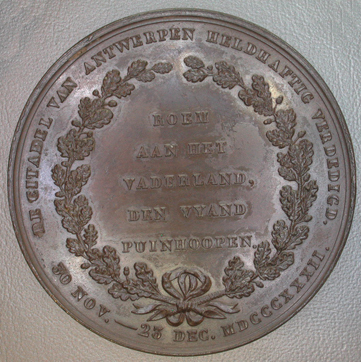 DE CITADEL VAN ANTWERPEN HELDHAFTIG VERDEDIGD.
ROEM
AAN HET
VADERLAND,
DEN VYAND
PUINHOOPEN.
30 NOV. — 23 DEC. MDCCCXXXII.